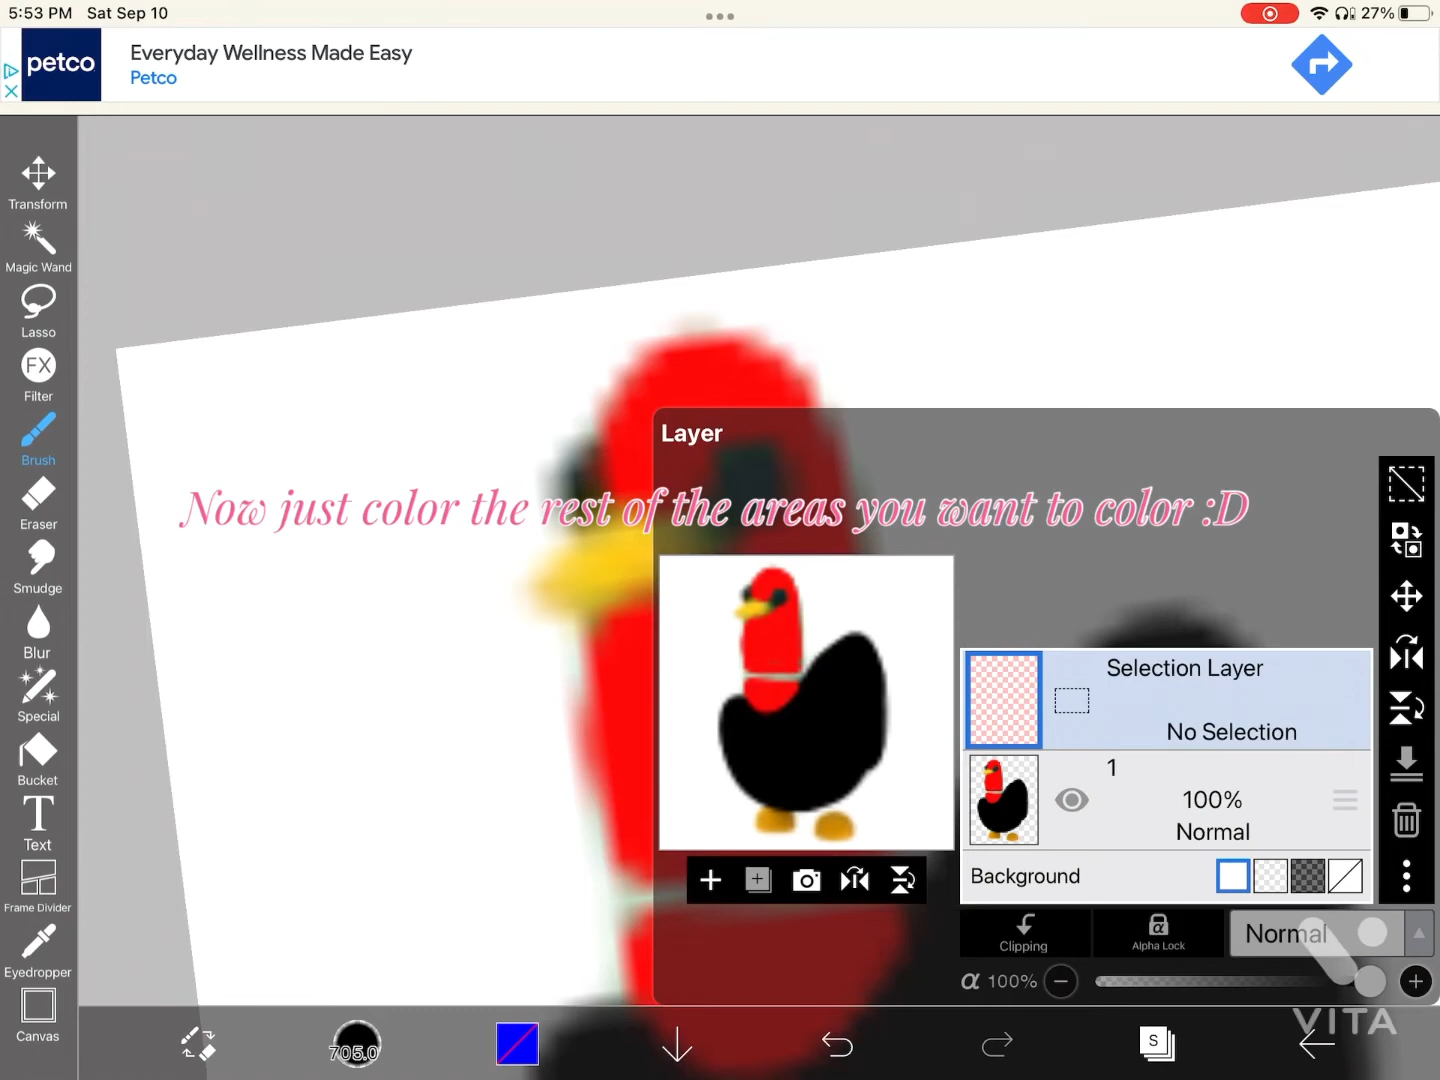 5:53 PM Sat Sep 10
27%
petco
Everyday Wellness Made Easy
Petco
Transform
Magic Wand
Lasso
FX
Filter
Brush
Eraser
Smudge
Blur
Special
Bucket
T
Text
Frame Divider
Eyedropper
Canvas
Layer
Now just color the rest of the areas you want to color :D
Selection Layer
No Selection
1
100%
Normal
Background
Clipping
α
Alpha Lock
Normal
α 100%
VITA
705.0
S